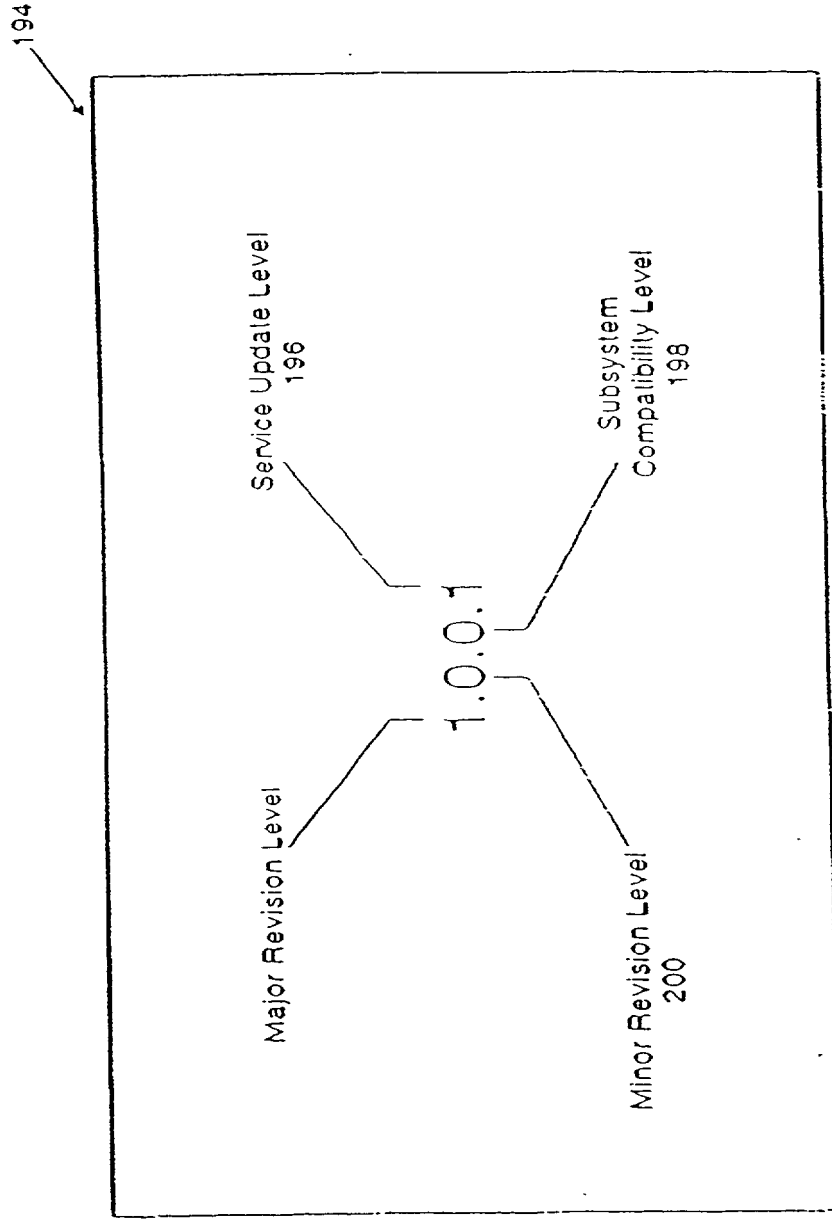 194
Major Revision Level
Service Update Level
196
1.0.0.1
Minor Revision Level
200
Subsystem
Compatibility Level
198